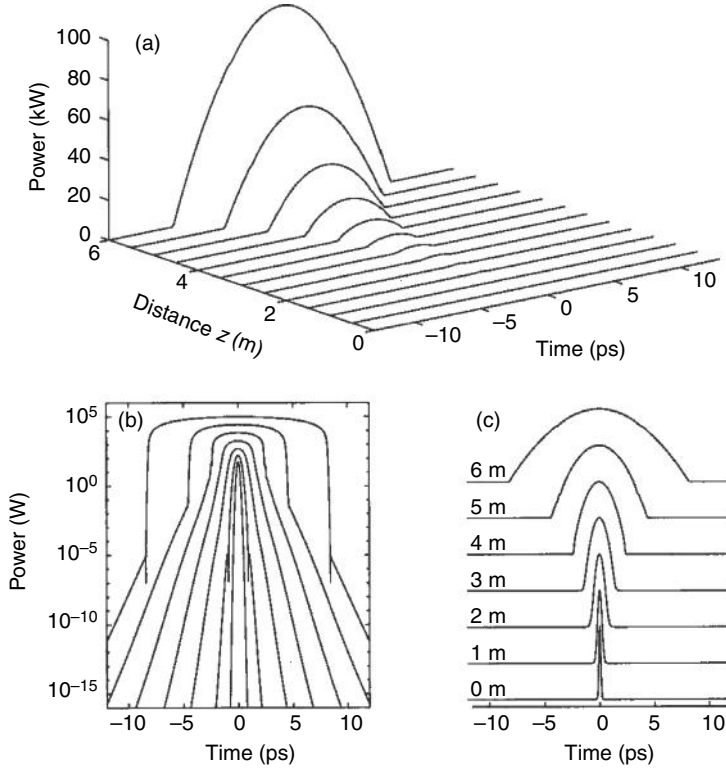 (a)
Power (kW)
100
80
60
40
20
0
6
4
2
0
Distance z (m)
–10
–5
0
5
10
Time (ps)
(b)
Power (W)
10^5
10^0
10^–5
10^–10
10^–15
–10 –5 0 5 10
Time (ps)
(c)
6 m
5 m
4 m
3 m
2 m
1 m
0 m
–10 –5 0 5 10
Time (ps)